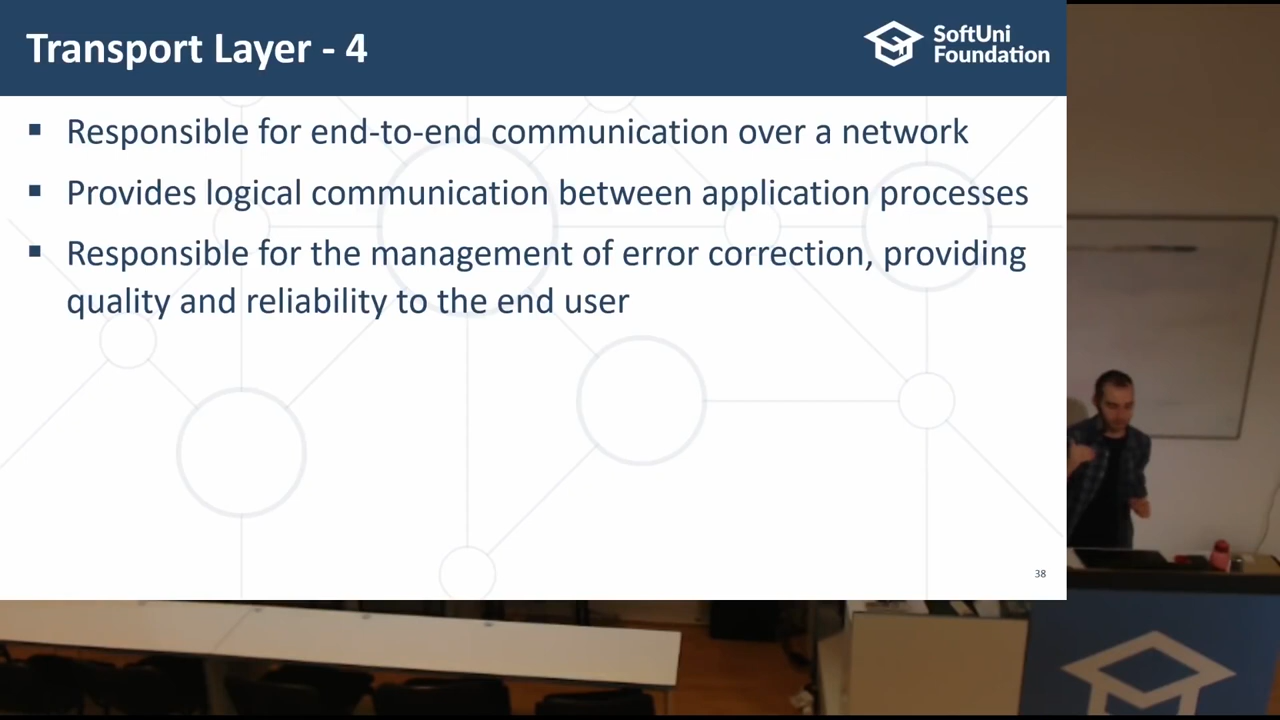 Transport Layer - 4
SoftUni
Foundation
▪ Responsible for end-to-end communication over a network
▪ Provides logical communication between application processes
▪ Responsible for the management of error correction, providing
quality and reliability to the end user
38